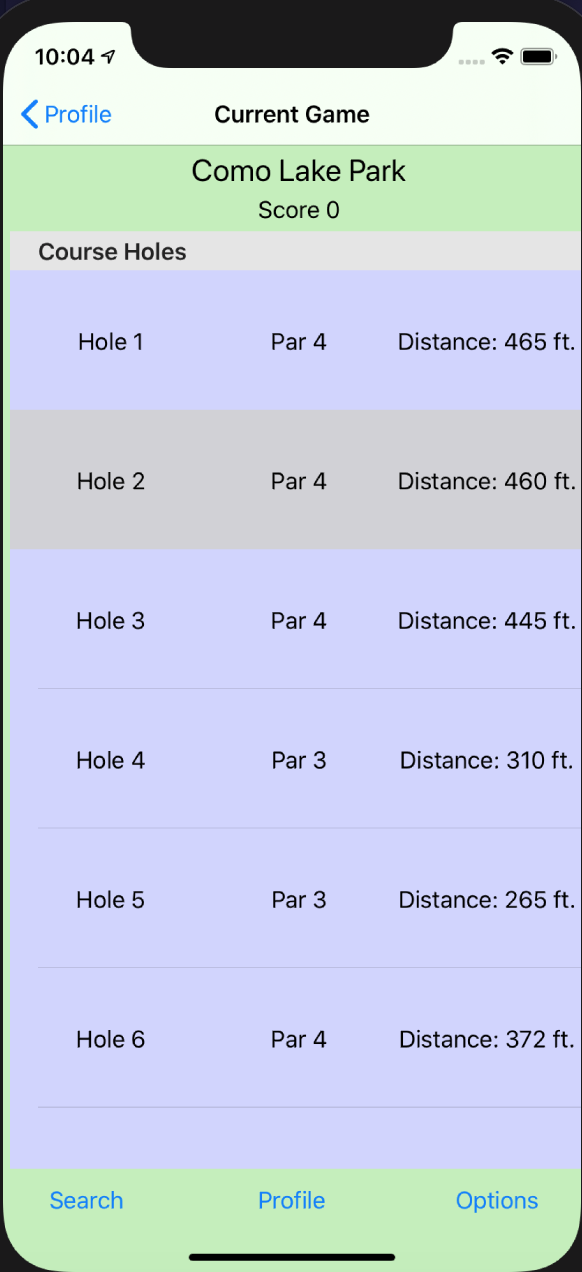 10:04
Profile Current Game
Como Lake Park
Score 0
Course Holes
Hole 1 Par 4 Distance: 465 ft.
Hole 2 Par 4 Distance: 460 ft.
Hole 3 Par 4 Distance: 445 ft.
Hole 4 Par 3 Distance: 310 ft.
Hole 5 Par 3 Distance: 265 ft.
Hole 6 Par 4 Distance: 372 ft.
Search Profile Options